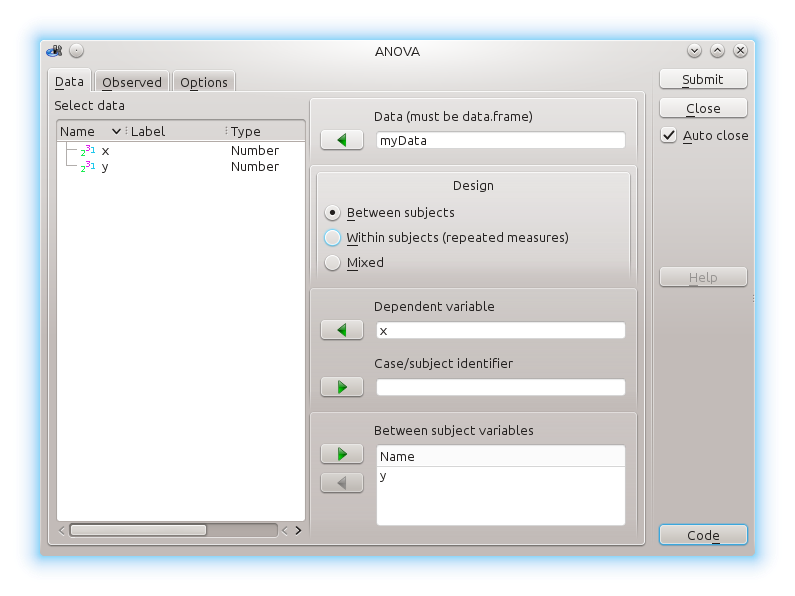 ANOVA
Data
Observed
Options
Select data
Name
Label
Type
x
Number
y
Number
Data (must be data.frame)
myData
Design
Between subjects
Within subjects (repeated measures)
Mixed
Dependent variable
x
Case/subject identifier
Between subject variables
Name
y
Submit
Close
Auto close
Help
Code